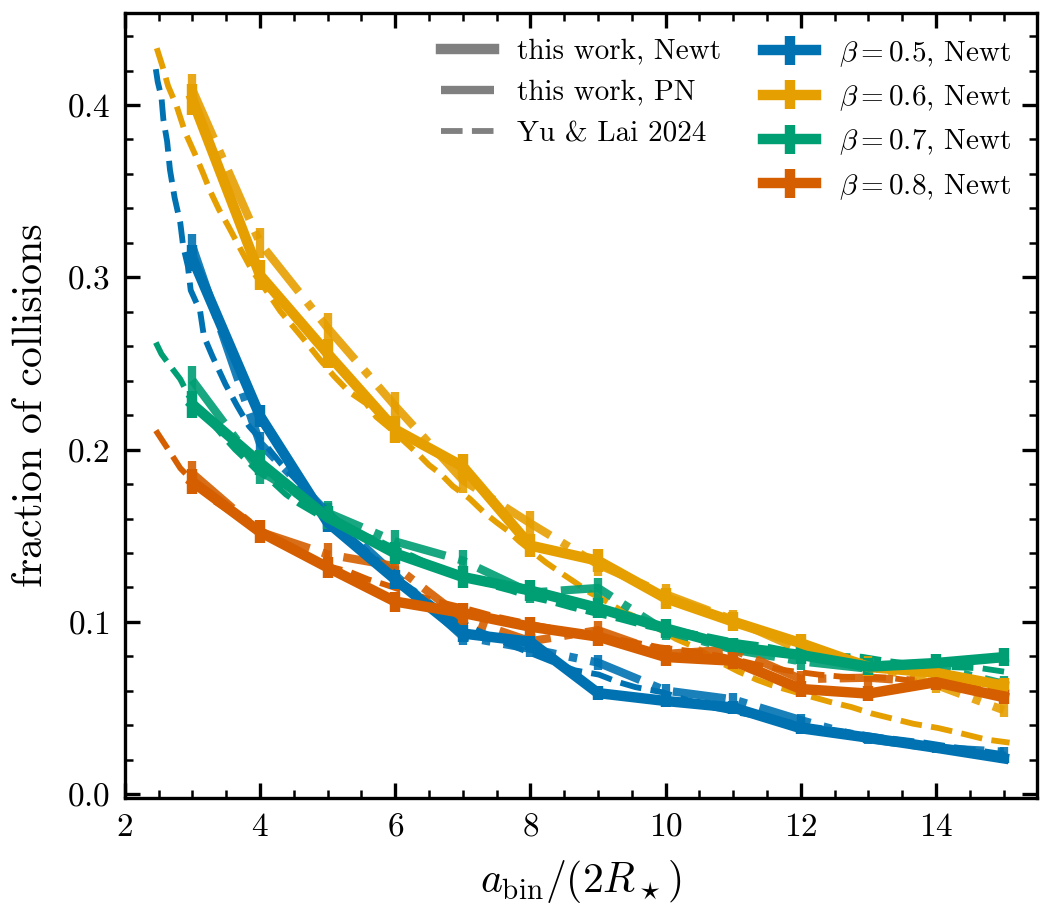 this work, Newt
this work, PN
Yu & Lai 2024
β = 0.5, Newt
β = 0.6, Newt
β = 0.7, Newt
β = 0.8, Newt
fraction of collisions
0.4
0.3
0.2
0.1
0.0
2 4 6 8 10 12 14
a_bin/(2R_⋆)